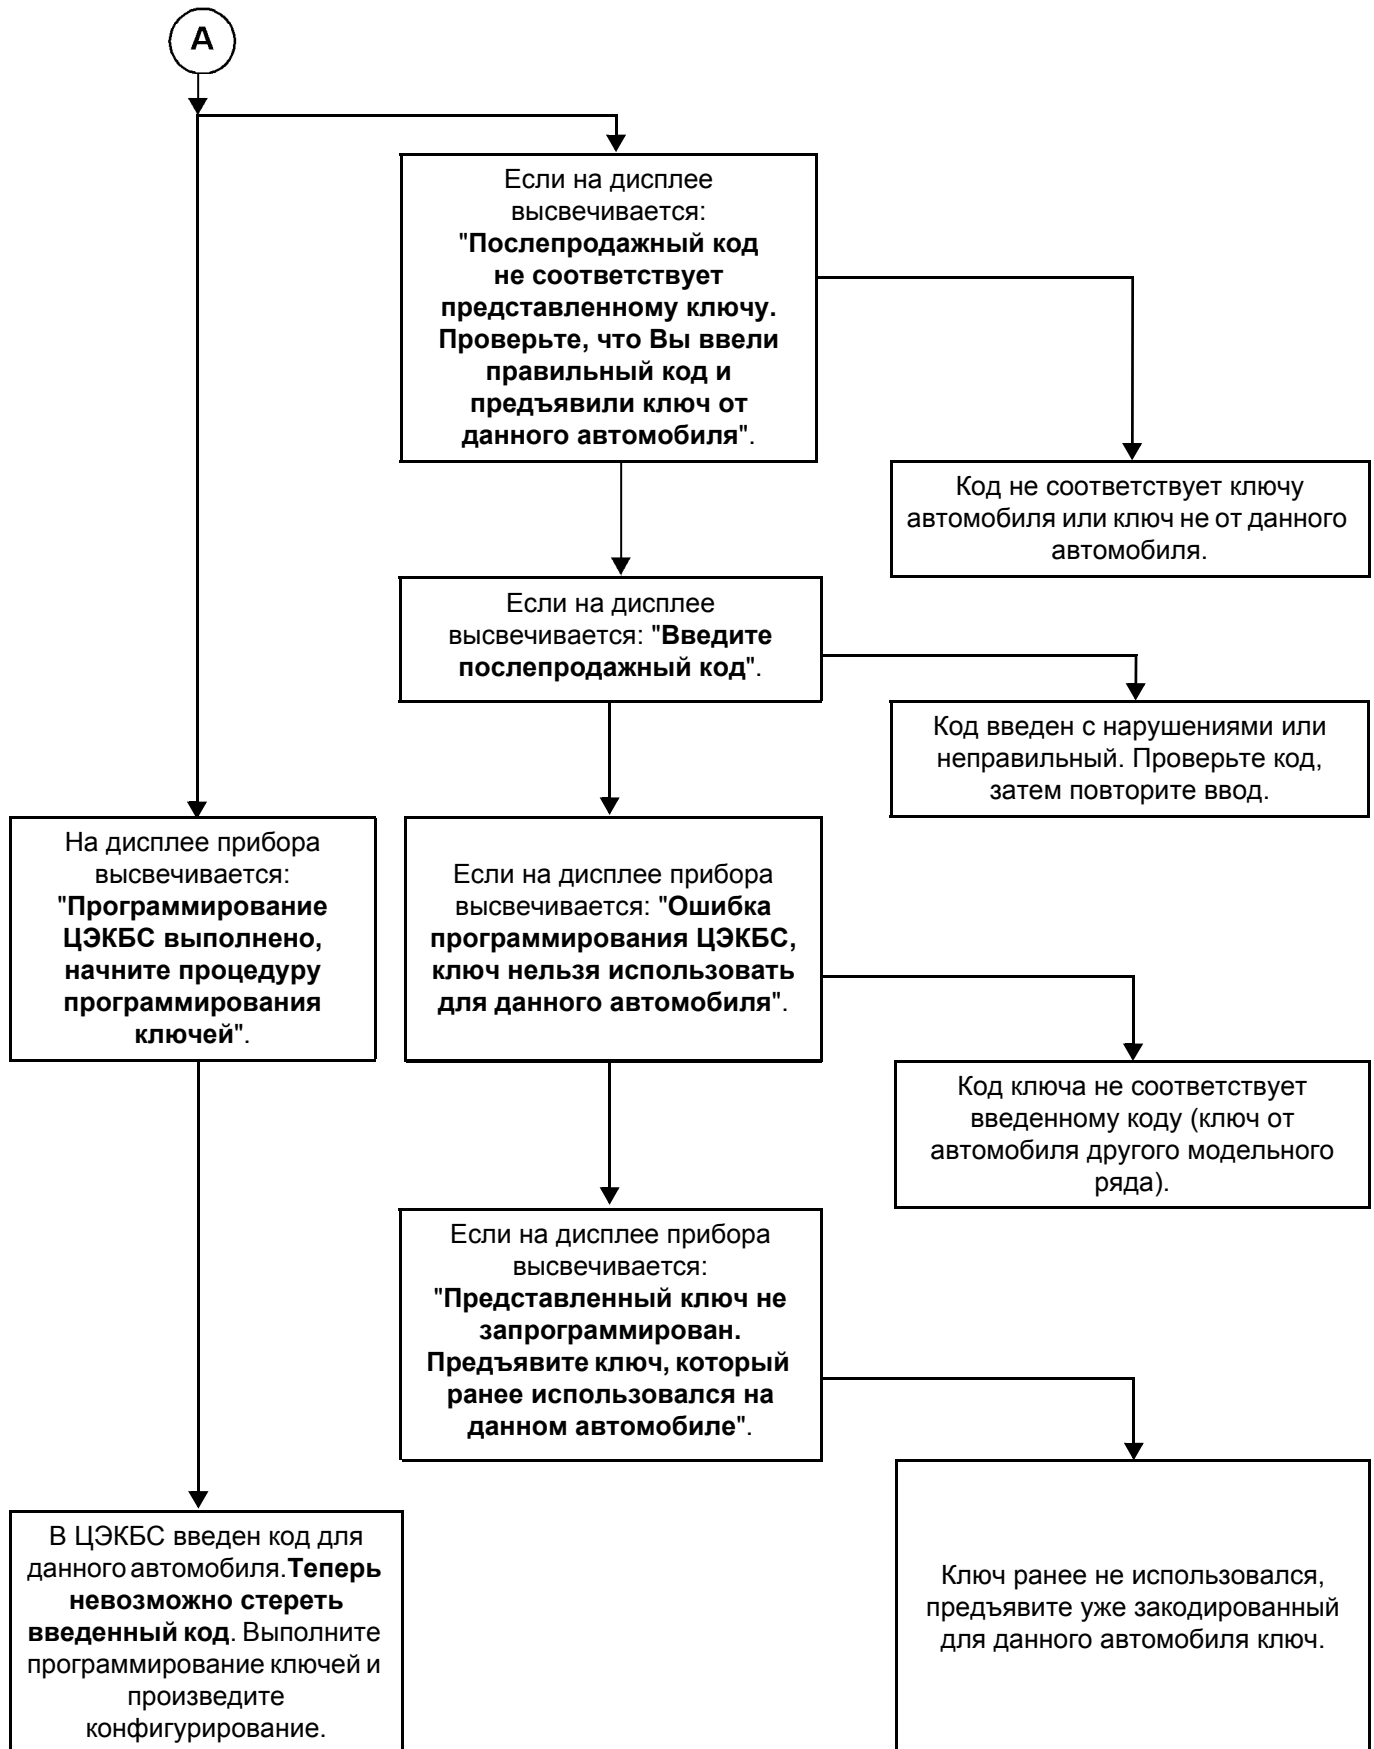 А
Если на дисплее
высвечивается:
"Послепродажный код
не соответствует
представленному ключу.
Проверьте, что Вы ввели
правильный код и
предъявили ключ от
данного автомобиля".
Код не соответствует ключу
автомобиля или ключ не от данного
автомобиля.
Если на дисплее
высвечивается: "Введите
послепродажный код".
Код введен с нарушениями или
неправильный. Проверьте код,
затем повторите ввод.
На дисплее прибора
высвечивается:
"Программирование
ЦЭКБС выполнено,
начните процедуру
программирования
ключей".
Если на дисплее прибора
высвечивается: "Ошибка
программирования ЦЭКБС,
ключ нельзя использовать
для данного автомобиля".
Код ключа не соответствует
введенному коду (ключ от
автомобиля другого модельного
ряда).
Если на дисплее прибора
высвечивается:
"Представленный ключ не
запрограммирован.
Предъявите ключ, который
ранее использовался на
данном автомобиле".
В ЦЭКБС введен код для
данного автомобиля.Теперь
невозможно стереть
введенный код. Выполните
программирование ключей и
произведите
конфигурирование.
Ключ ранее не использовался,
предъявите уже закодированный
для данного автомобиля ключ.